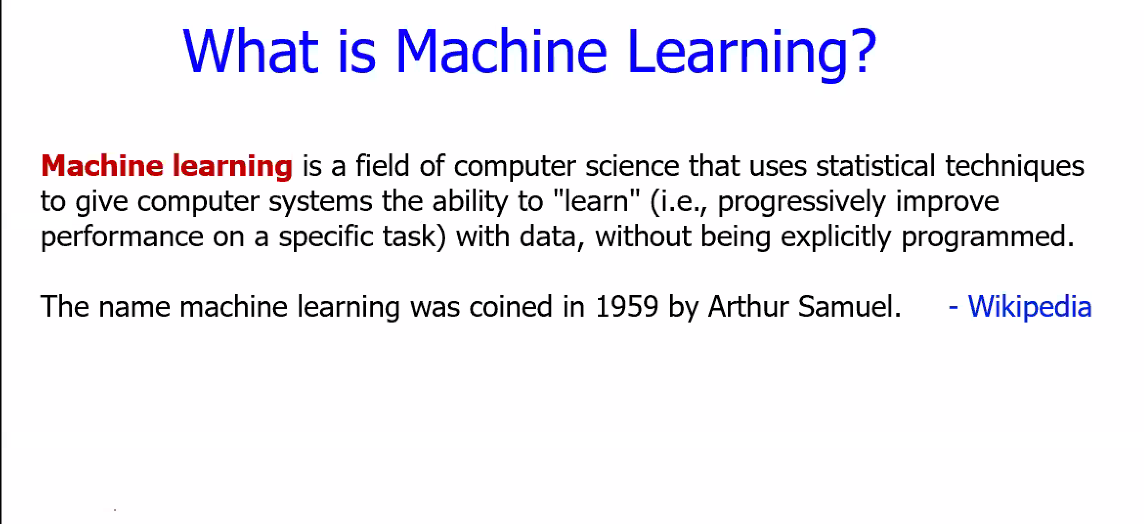 What is Machine Learning?
Machine learning is a field of computer science that uses statistical techniques
to give computer systems the ability to "learn" (i.e., progressively improve
performance on a specific task) with data, without being explicitly programmed.
The name machine learning was coined in 1959 by Arthur Samuel. - Wikipedia